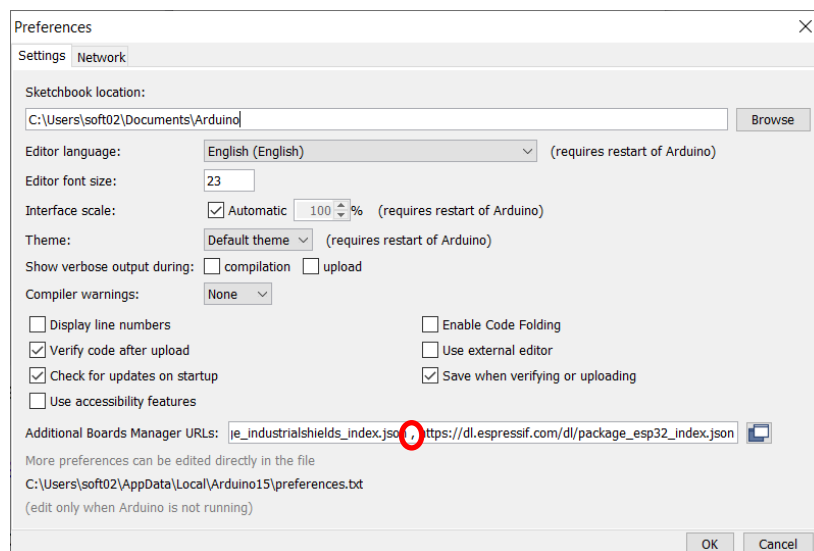 Preferences
Settings Network
Sketchbook location:
C:\Users\soft02\Documents\Arduino Browse
Editor language: English (English) (requires restart of Arduino)
Editor font size: 23
Interface scale: Automatic 100 % (requires restart of Arduino)
Theme: Default theme (requires restart of Arduino)
Show verbose output during: compilation upload
Compiler warnings: None
Display line numbers Enable Code Folding
Verify code after upload Use external editor
Check for updates on startup Save when verifying or uploading
Use accessibility features
Additional Boards Manager URLs: je_industrialshields_index.json , https://dl.espressif.com/dl/package_esp32_index.json
More preferences can be edited directly in the file
C:\Users\soft02\AppData\Local\Arduino15\preferences.txt
(edit only when Arduino is not running)
OK Cancel